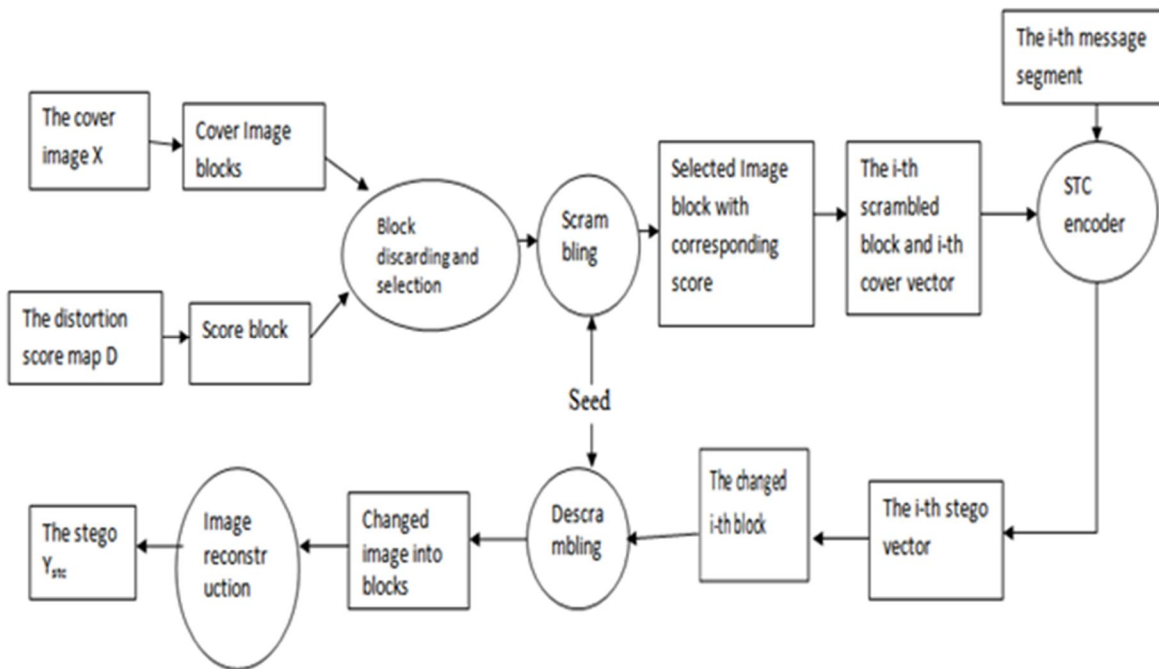 The i-th message
segment
The cover
image X
Cover Image
blocks
Block
discarding and
selection
Scram
bling
Selected Image
block with
corresponding
score
The i-th
scrambled
block and i-th
cover vector
STC
encoder
The distortion
score map D
Score block
Seed
The stego
Ystc
Image
reconstr
uction
Changed
image into
blocks
Descra
mbling
The changed
i-th block
The i-th stego
vector